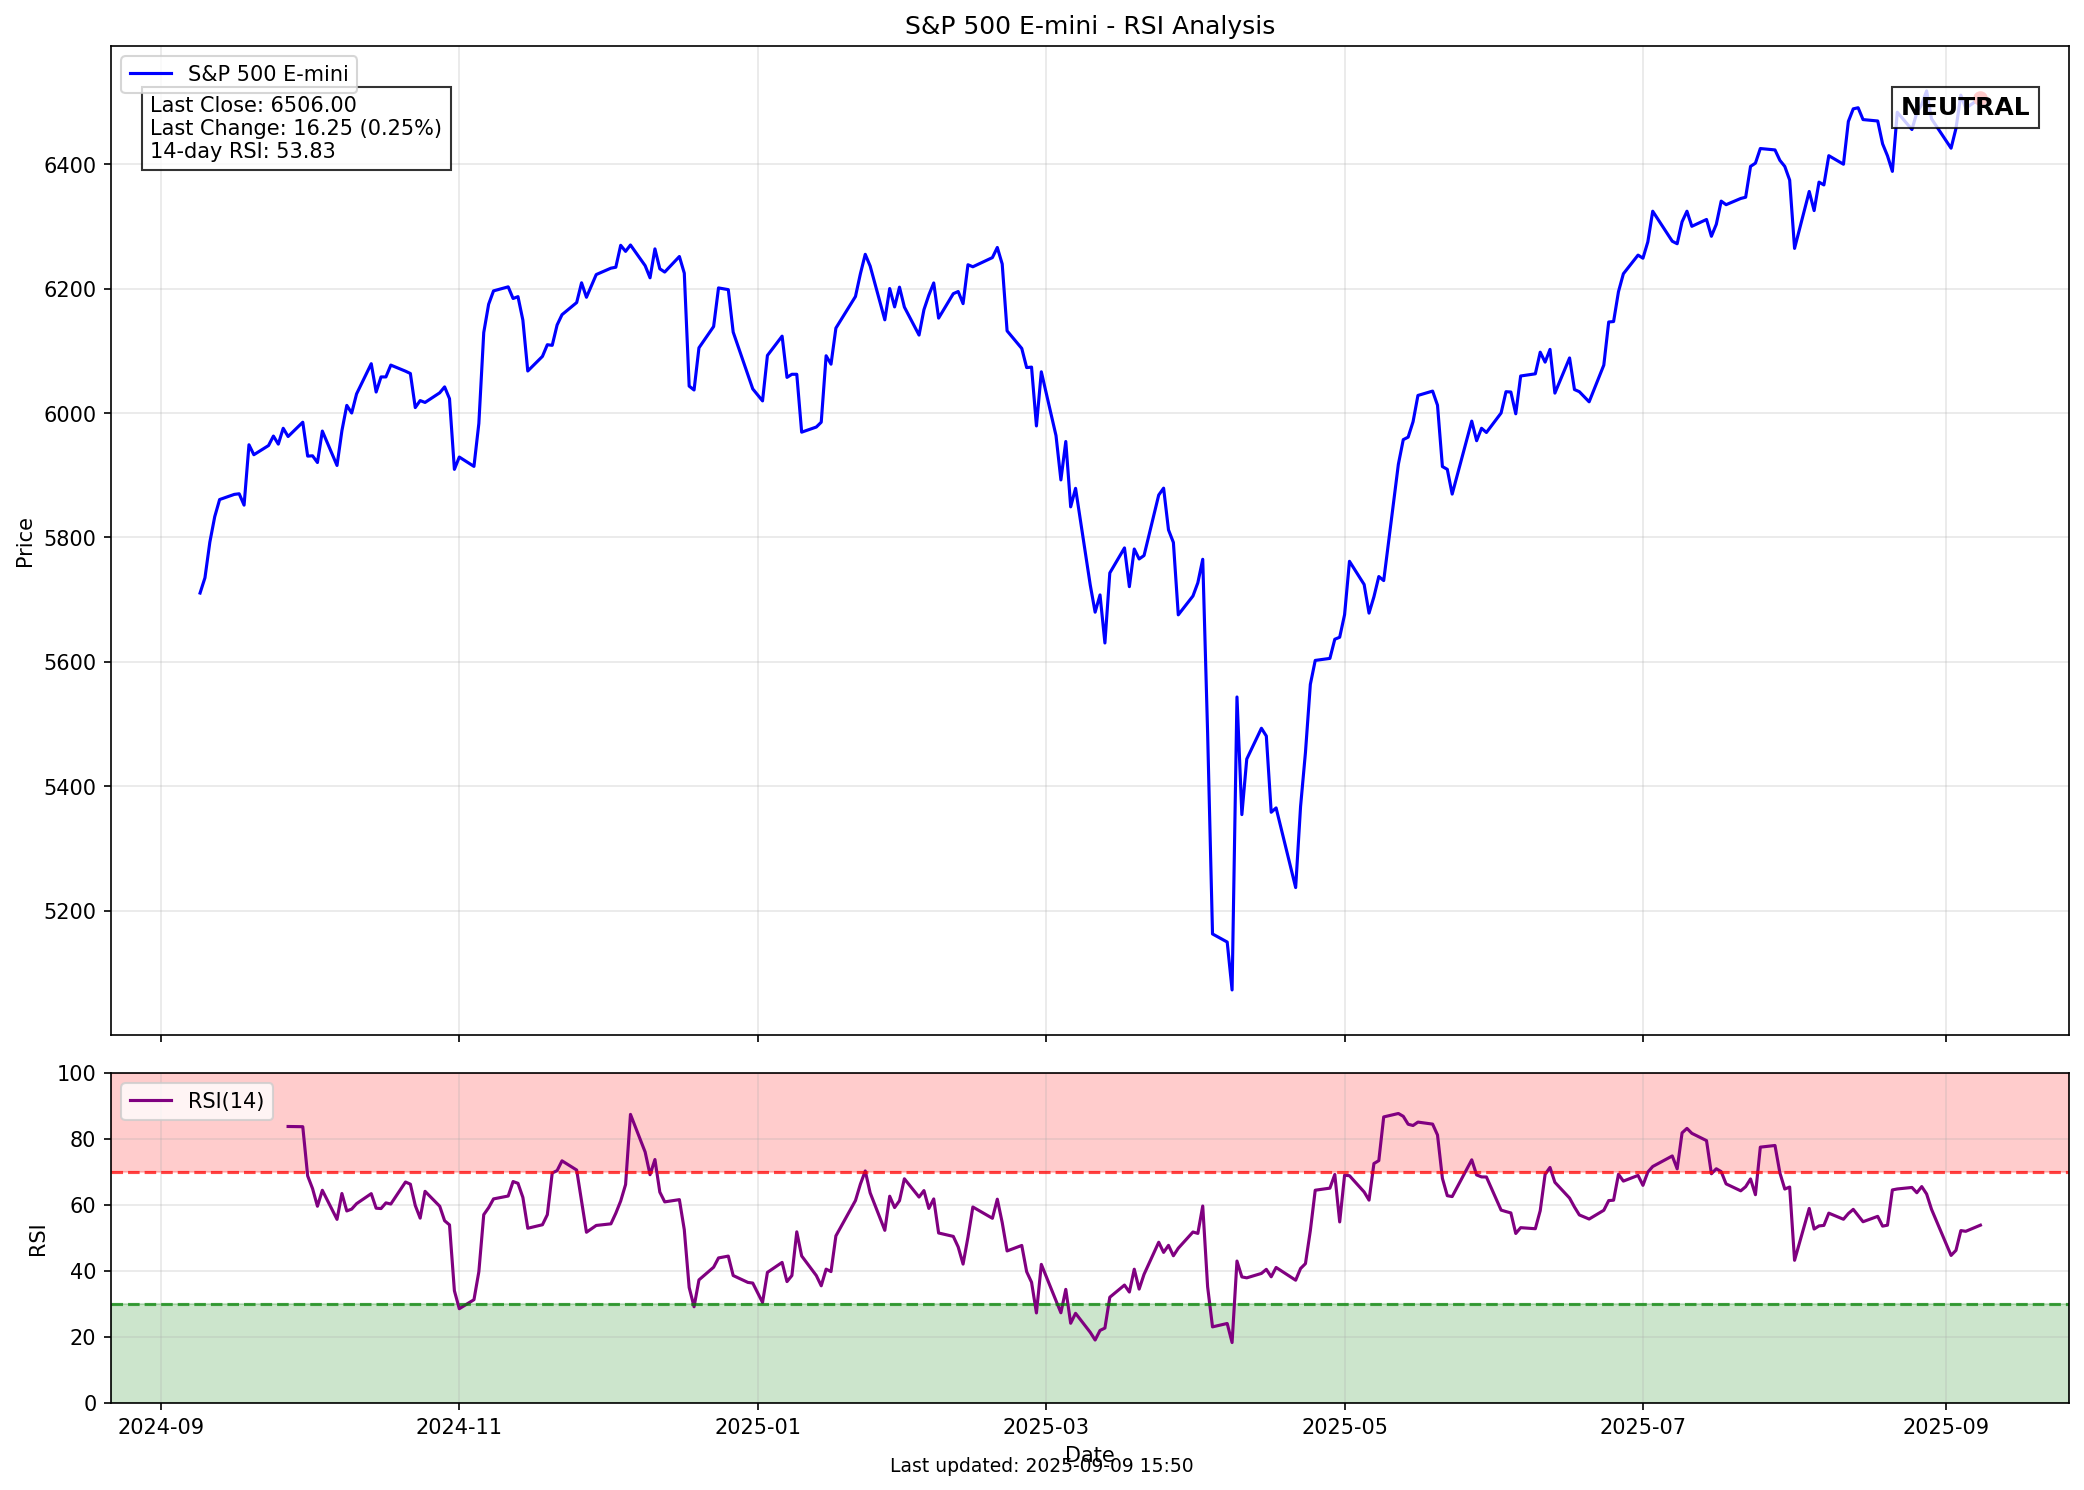 S&P 500 E-mini - RSI Analysis
S&P 500 E-mini
Last Close: 6506.00
Last Change: 16.25 (0.25%)
14-day RSI: 53.83
NEUTRAL
Price
6400
6200
6000
5800
5600
5400
5200
RSI(14)
RSI
100
80
60
40
20
0
2024-09 2024-11 2025-01 2025-03 2025-05 2025-07 2025-09
Date
Last updated: 2025-09-09 15:50